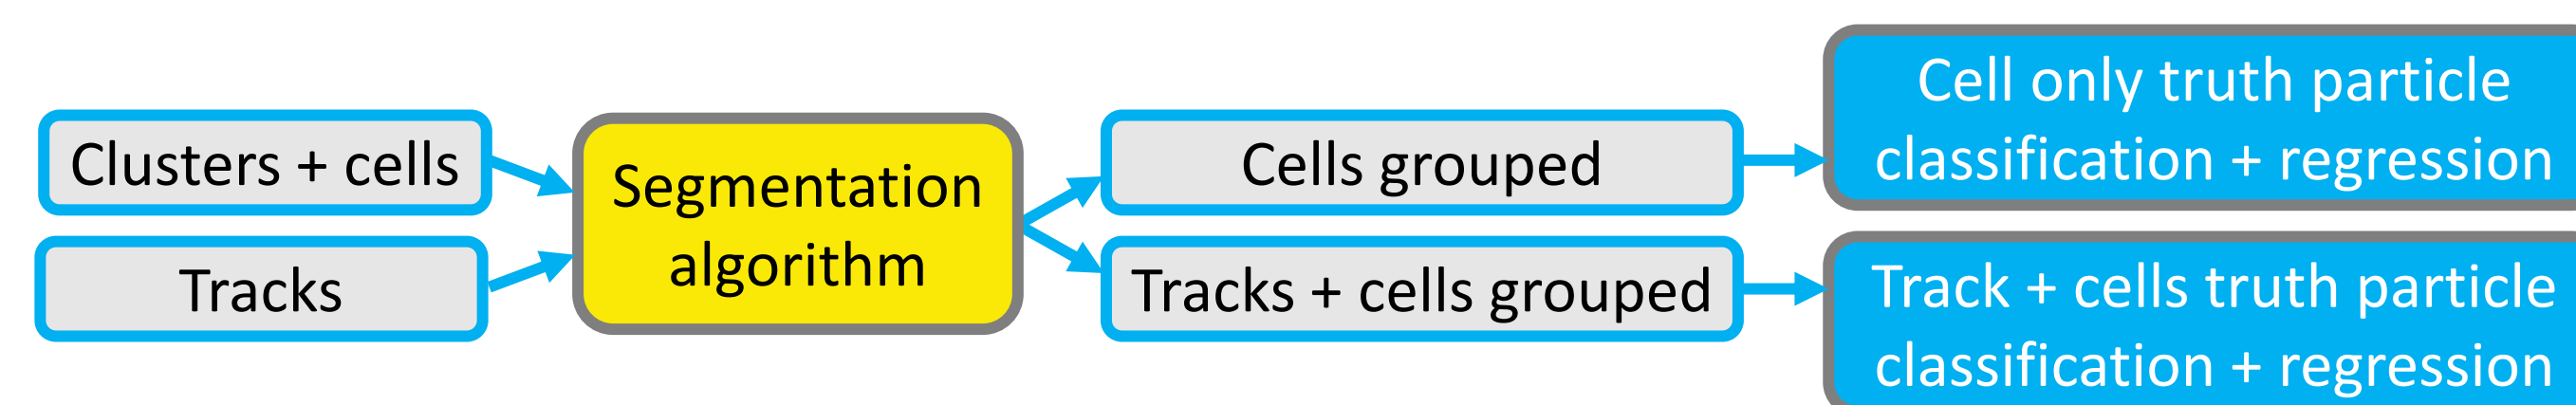 Clusters + cells
Tracks
Segmentation
algorithm
Cells grouped
Tracks + cells grouped
Cell only truth particle
classification + regression
Track + cells truth particle
classification + regression